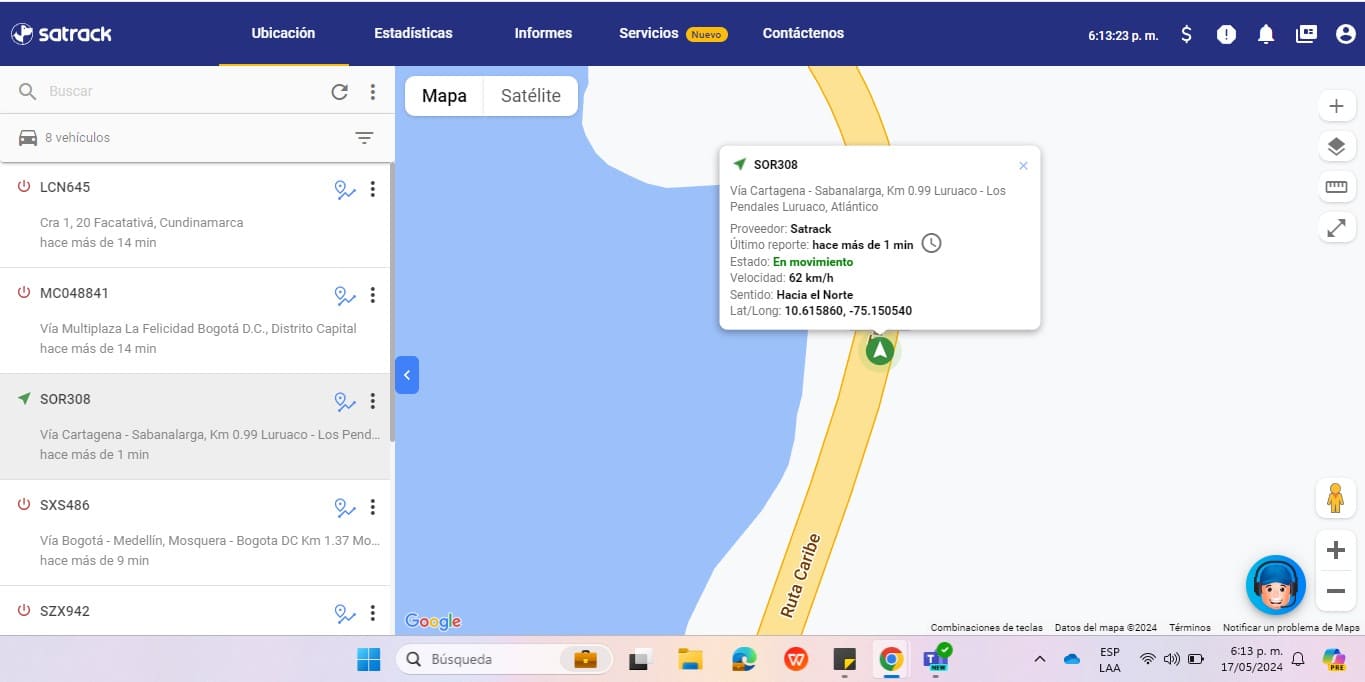 satrack
Ubicación
Estadísticas
Informes
Servicios Nuevo
Contáctenos
6:13:23 p. m.
Buscar
8 vehículos
LCN645
Cra 1, 20 Facatativá, Cundinamarca
hace más de 14 min
MC048841
Vía Multiplaza La Felicidad Bogotá D.C., Distrito Capital
hace más de 14 min
SOR308
Vía Cartagena - Sabanalarga, Km 0.99 Luruaco - Los Pend...
hace más de 1 min
SXS486
Vía Bogotá - Medellín, Mosquera - Bogota DC Km 1.37 Mo...
hace más de 9 min
SZX942
Mapa
Satélite
SOR308
Vía Cartagena - Sabanalarga, Km 0.99 Luruaco - Los
Pendales Luruaco, Atlántico
Proveedor: Satrack
Último reporte: hace más de 1 min
Estado: En movimiento
Velocidad: 62 km/h
Sentido: Hacia el Norte
Lat/Long: 10.615860, -75.150540
Ruta Caribe
Google
Combinaciones de teclas
Datos del mapa ©2024
Términos
Notificar un problema de Maps
Búsqueda
NEW
ESP
LAA
6:13 p. m.
17/05/2024
PRE